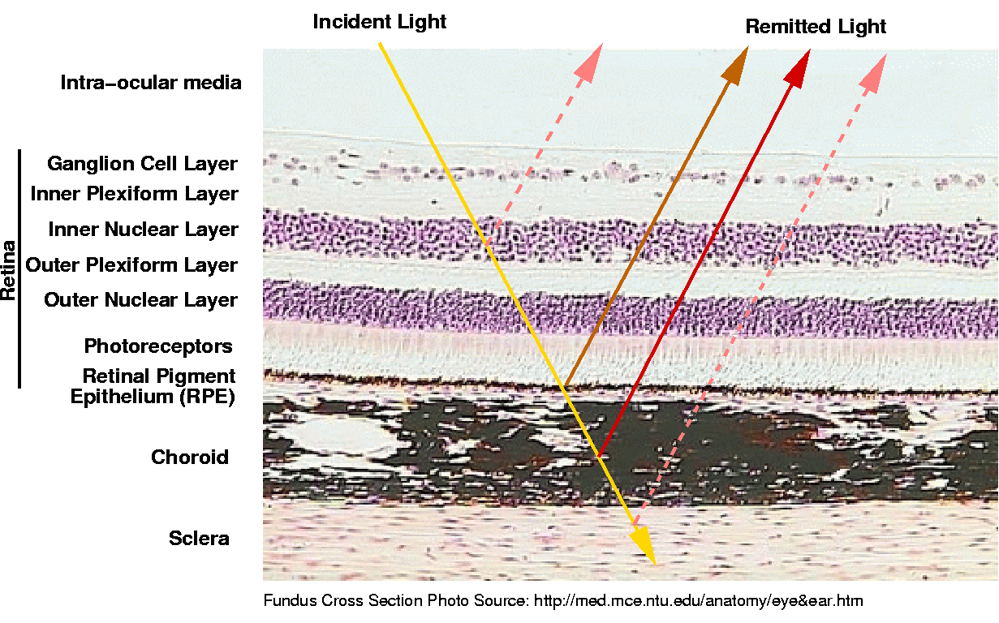 Incident Light
Remitted Light
Intra-ocular media
Ganglion Cell Layer
Inner Plexiform Layer
Inner Nuclear Layer
Outer Plexiform Layer
Outer Nuclear Layer
Photoreceptors
Retinal Pigment
Epithelium (RPE)
Retina
Choroid
Sclera
Fundus Cross Section Photo Source: http://med.mce.ntu.edu/anatomy/eye&ear.htm